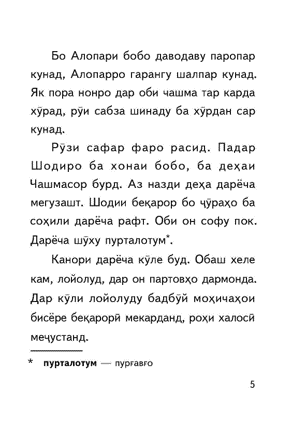 Бо Алопари бобо даводаву паропар
кунад, Алопарро гарангу шалпар кунад.
Як пора нонро дар оби чашма тар карда
хӯрад, рӯи сабза шинаду ба хӯрдан сар
кунад.
Рӯзи сафар фаро расид. Падар
Шодиро ба хонаи бобо, ба деҳаи
Чашмасор бурд. Аз назди деҳа дарёча
мегузашт. Шодии беқарор бо ҷӯраҳо ба
соҳили дарёча рафт. Оби он софу пок.
Дарёча шӯху пурталотум*.
Канори дарёча кӯле буд. Обаш хеле
кам, лойолуд, дар он партовҳо дармонда.
Дар кӯли лойолуду бадбӯй моҳичаҳои
бисёре беқарорӣ мекарданд, роҳи халосӣ
меҷустанд.
* пурталотум — пурғавғо
5